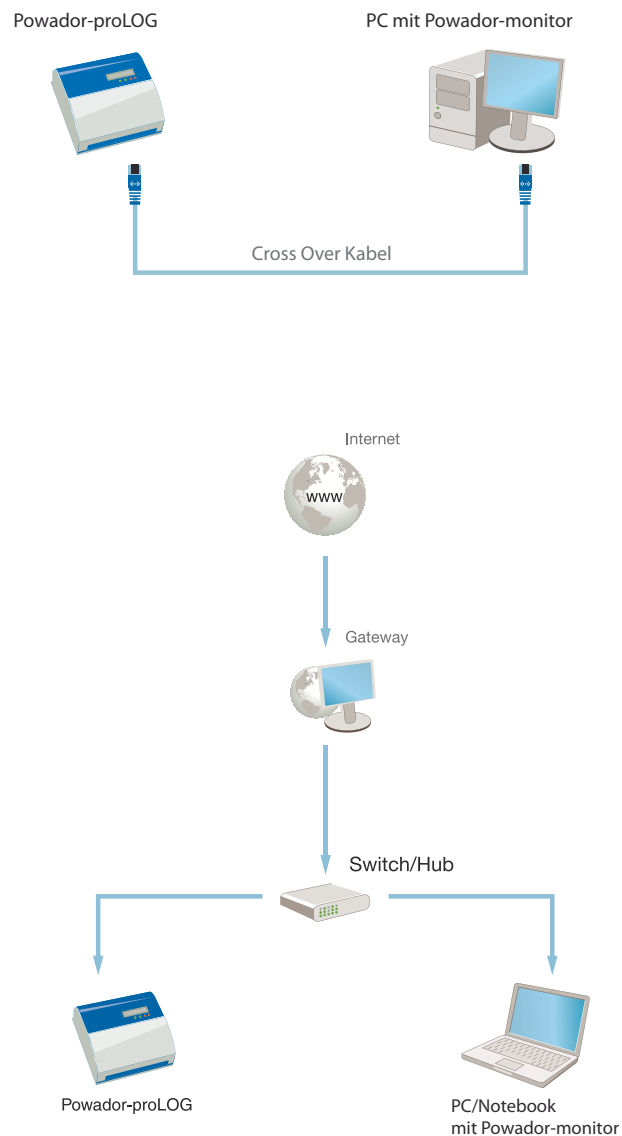 Powador-proLOG
PC mit Powador-monitor
Cross Over Kabel
Internet
www
Gateway
Switch/Hub
Powador-proLOG
PC/Notebook
mit Powador-monitor